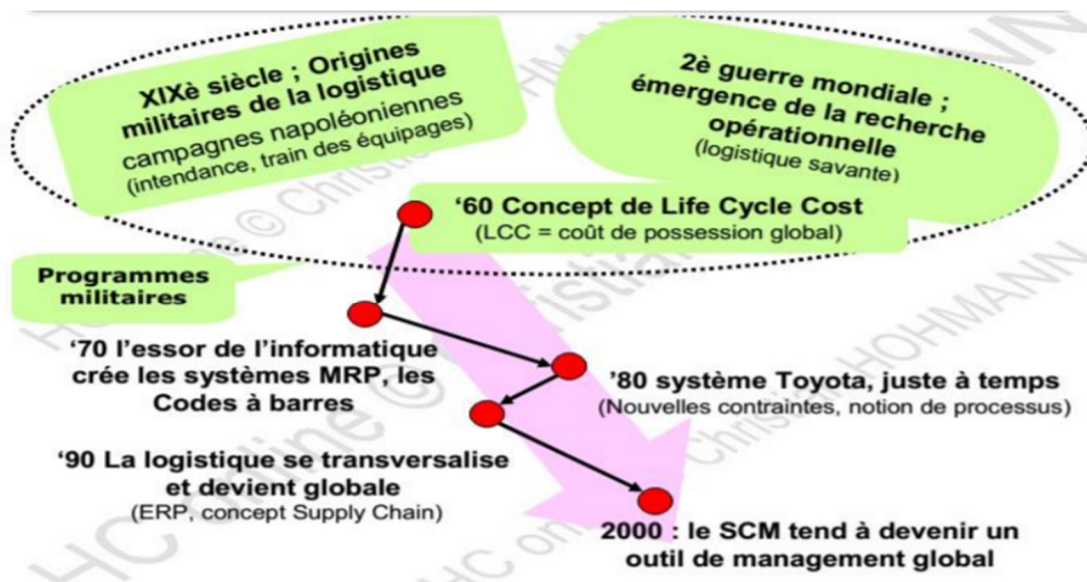 XIXè siècle ; Origines
militaires de la logistique
campagnes napoléoniennes
(intendance, train des équipages)
2è guerre mondiale ;
émergence de la recherche
opérationnelle
(logistique savante)
‘60 Concept de Life Cycle Cost
(LCC = coût de possession global)
Programmes
militaires
‘70 l’essor de l’informatique
crée les systèmes MRP, les
Codes à barres
’80 système Toyota, juste à temps
(Nouvelles contraintes, notion de processus)
‘90 La logistique se transversalise
et devient globale
(ERP, concept Supply Chain)
2000 : le SCM tend à devenir un
outil de management global
HC online © Christian HOHMANN